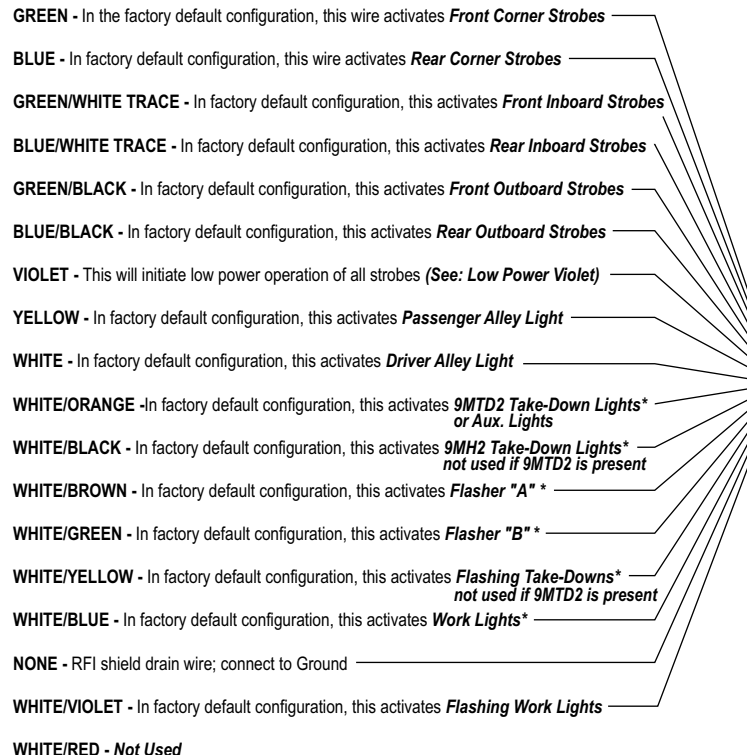 GREEN - In the factory default configuration, this wire activates Front Corner Strobes
BLUE - In factory default configuration, this wire activates Rear Corner Strobes
GREEN/WHITE TRACE - In factory default configuration, this activates Front Inboard Strobes
BLUE/WHITE TRACE - In factory default configuration, this activates Rear Inboard Strobes
GREEN/BLACK - In factory default configuration, this activates Front Outboard Strobes
BLUE/BLACK - In factory default configuration, this activates Rear Outboard Strobes
VIOLET - This will initiate low power operation of all strobes (See: Low Power Violet)
YELLOW - In factory default configuration, this activates Passenger Alley Light
WHITE - In factory default configuration, this activates Driver Alley Light
WHITE/ORANGE -In factory default configuration, this activates 9MTD2 Take-Down Lights*
or Aux. Lights
WHITE/BLACK - In factory default configuration, this activates 9MH2 Take-Down Lights*
not used if 9MTD2 is present
WHITE/BROWN - In factory default configuration, this activates Flasher "A" *
WHITE/GREEN - In factory default configuration, this activates Flasher "B" *
WHITE/YELLOW - In factory default configuration, this activates Flashing Take-Downs*
not used if 9MTD2 is present
WHITE/BLUE - In factory default configuration, this activates Work Lights*
NONE - RFI shield drain wire; connect to Ground
WHITE/VIOLET - In factory default configuration, this activates Flashing Work Lights
WHITE/RED - Not Used